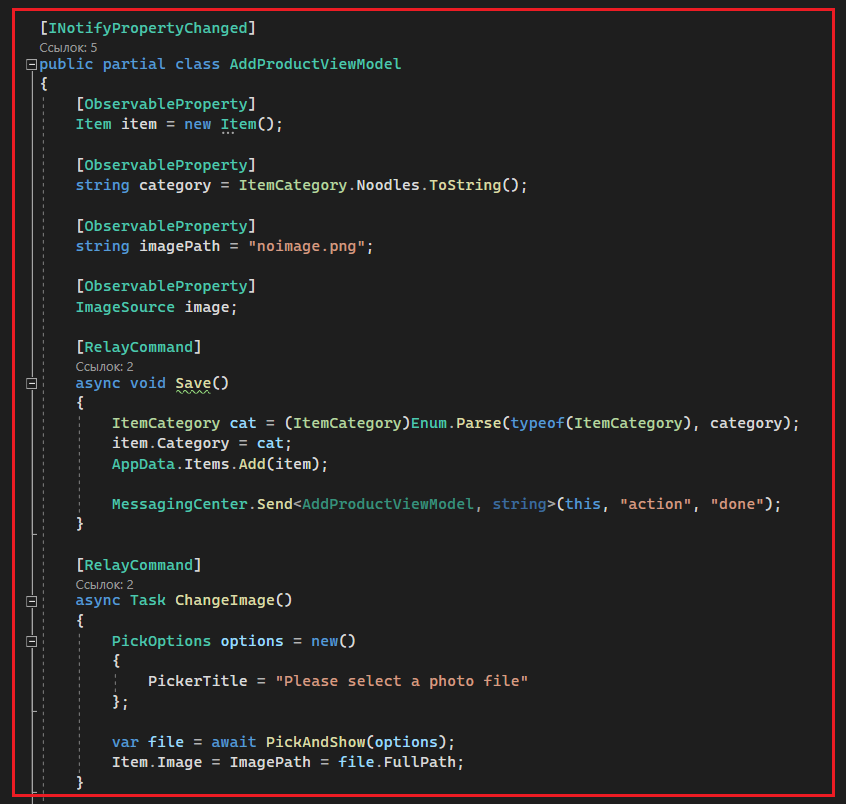 [INotifyPropertyChanged]
Ссылок: 5
public partial class AddProductViewModel
{
[ObservableProperty]
Item item = new Item();
[ObservableProperty]
string category = ItemCategory.Noodles.ToString();
[ObservableProperty]
string imagePath = "noimage.png";
[ObservableProperty]
ImageSource image;
[RelayCommand]
Ссылок: 2
async void Save()
{
ItemCategory cat = (ItemCategory)Enum.Parse(typeof(ItemCategory), category);
item.Category = cat;
AppData.Items.Add(item);
MessagingCenter.Send<AddProductViewModel, string>(this, "action", "done");
}
[RelayCommand]
Ссылок: 2
async Task ChangeImage()
{
PickOptions options = new()
{
PickerTitle = "Please select a photo file"
};
var file = await PickAndShow(options);
Item.Image = ImagePath = file.FullPath;
}